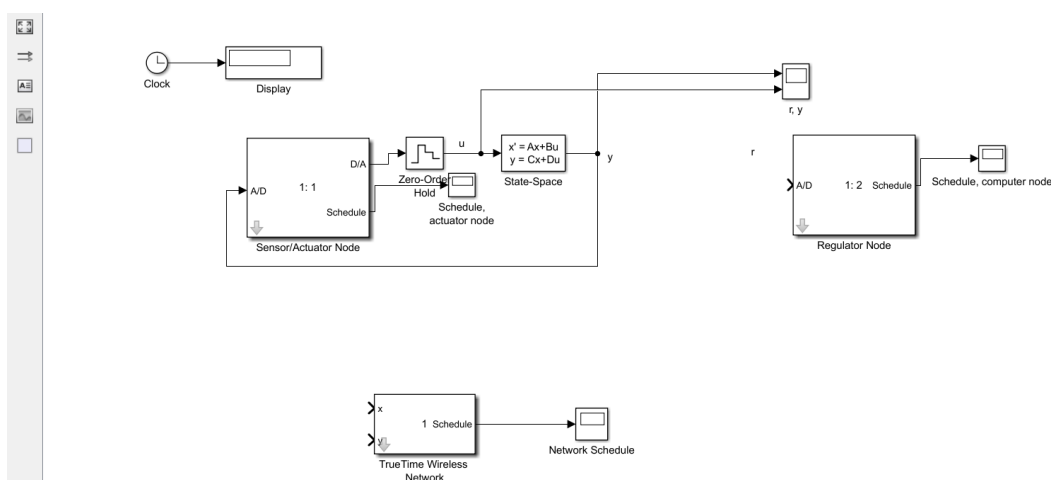 Clock
Display
r, y
D/A
A/D
1: 1
Schedule
Sensor/Actuator Node
Zero-Order
Hold
u
x' = Ax+Bu
y = Cx+Du
State-Space
y
Schedule,
actuator node
r
A/D
1: 2
Schedule
Regulator Node
Schedule, computer node
x
y
1
Schedule
TrueTime Wireless
Network
Network Schedule